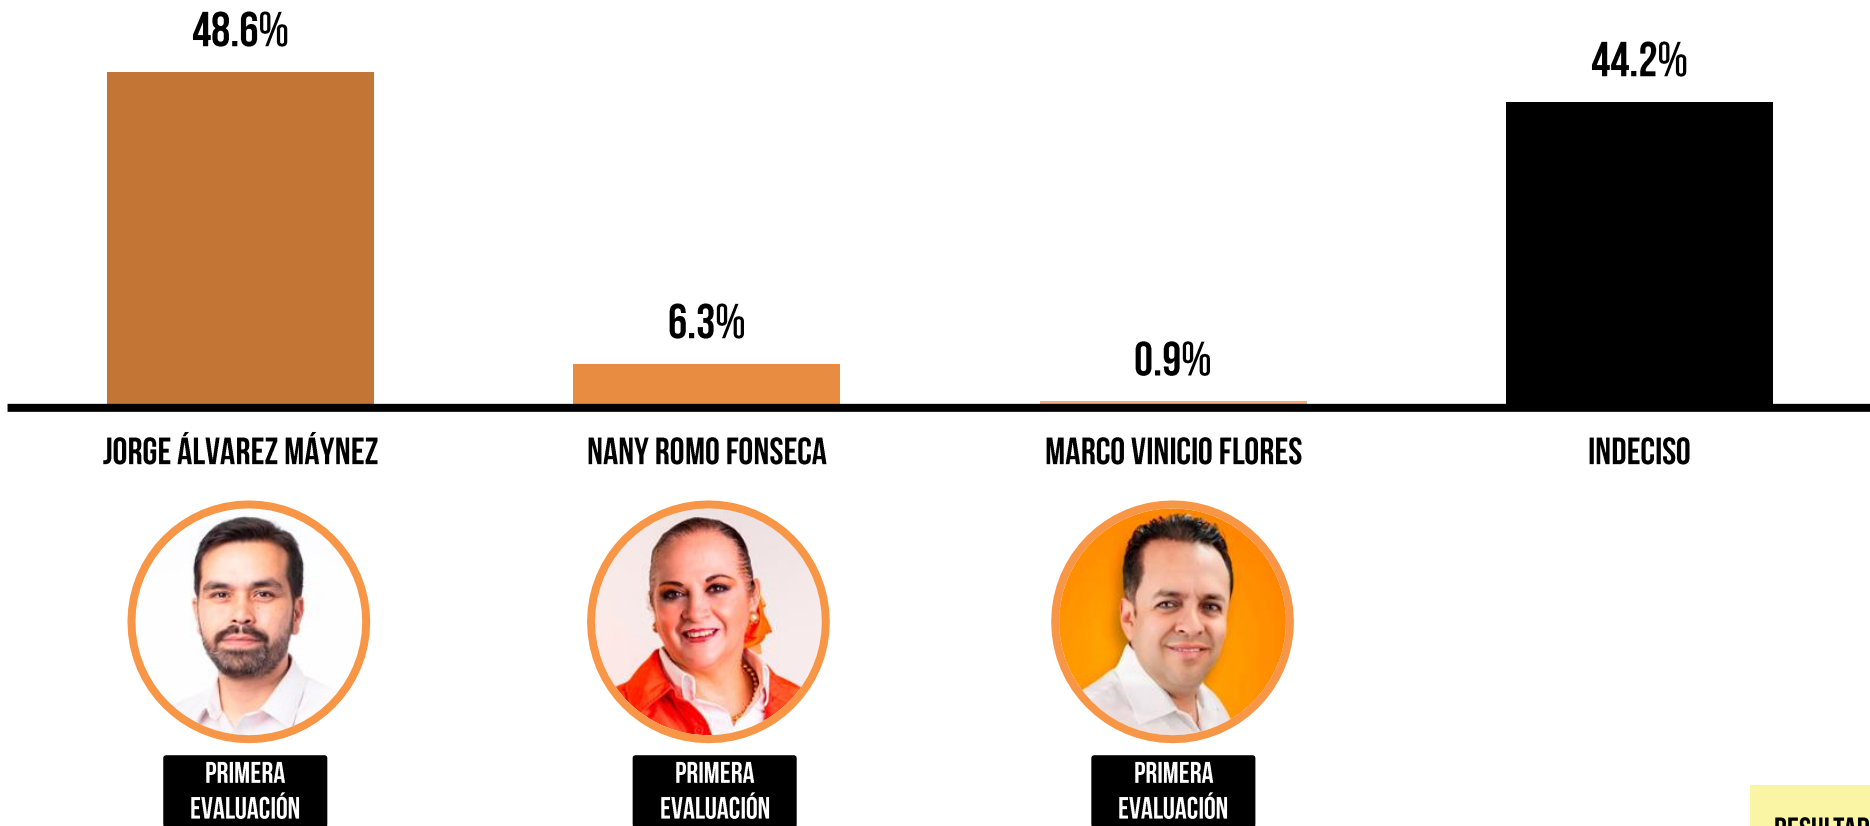 48.6%
44.2%
6.3%
0.9%
JORGE ÁLVAREZ MÁYNEZ
NANY ROMO FONSECA
MARCO VINICIO FLORES
INDECISO
PRIMERA
EVALUACIÓN
PRIMERA
EVALUACIÓN
PRIMERA
EVALUACIÓN